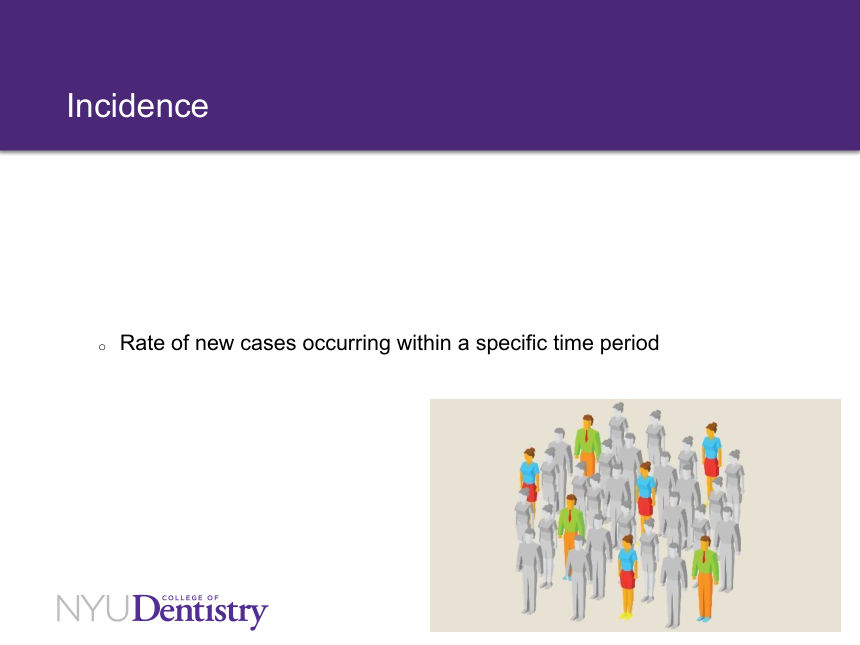 Incidence
○ Rate of new cases occurring within a specific time period
NYU COLLEGE OF Dentistry